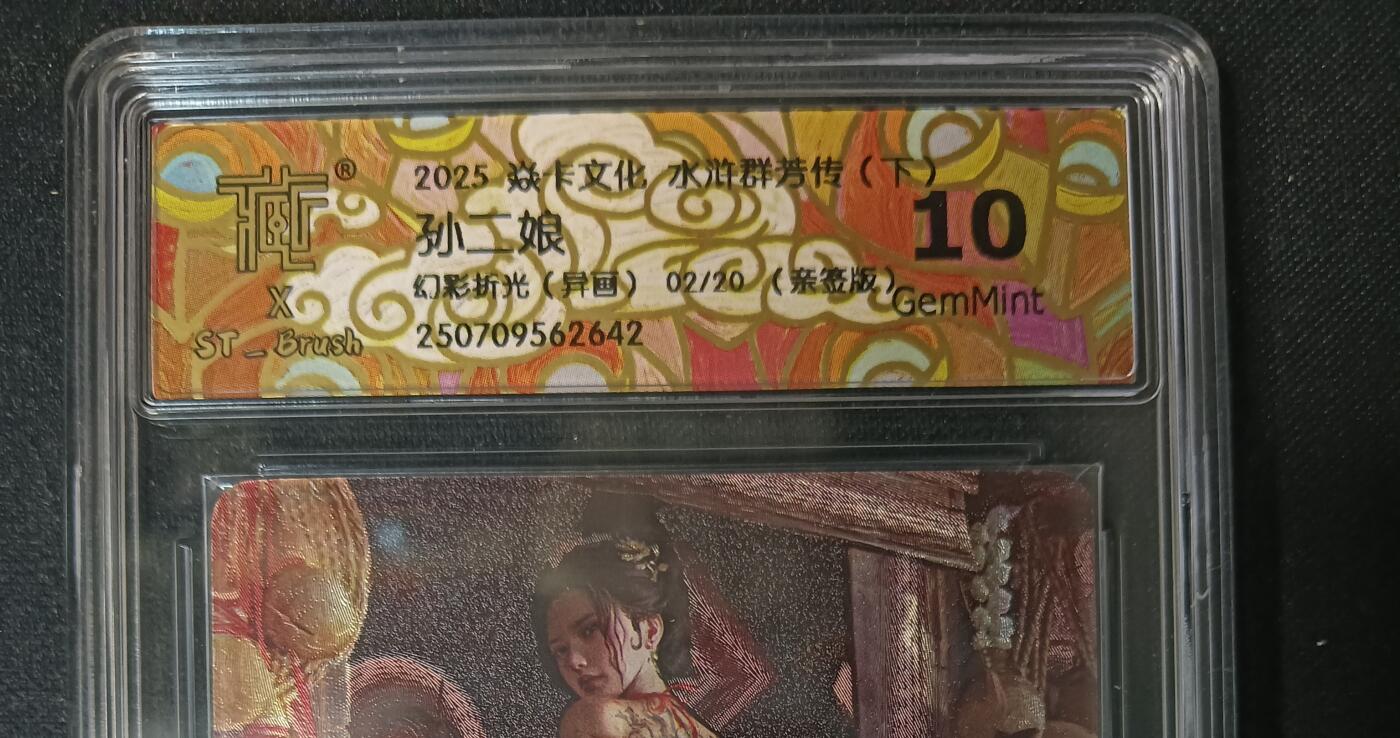 藏®
X
ST_Brush
2025 焱卡文化 水浒群芳传（下）
孙二娘
幻彩折光（异画） 02/20 （亲签版）
250709562642
10
GemMint